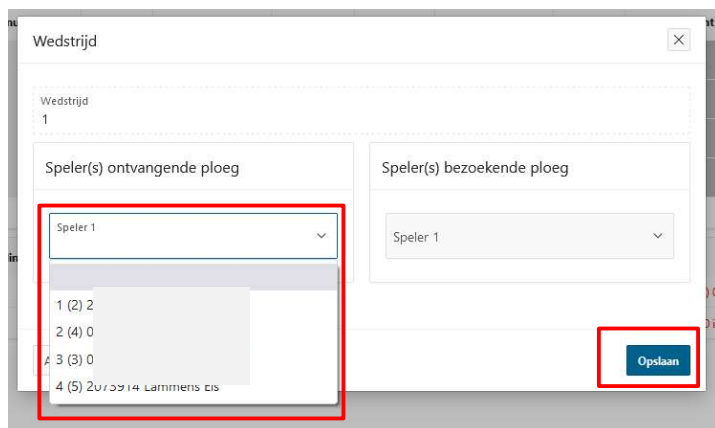 Wedstrijd
Wedstrijd
1
Speler(s) ontvangende ploeg
Speler(s) bezoekende ploeg
Speler 1
Speler 1
1 (2) 2
2 (4) 0
3 (3) 0
4 (5) 2073914 Lammens Els
Opslaan